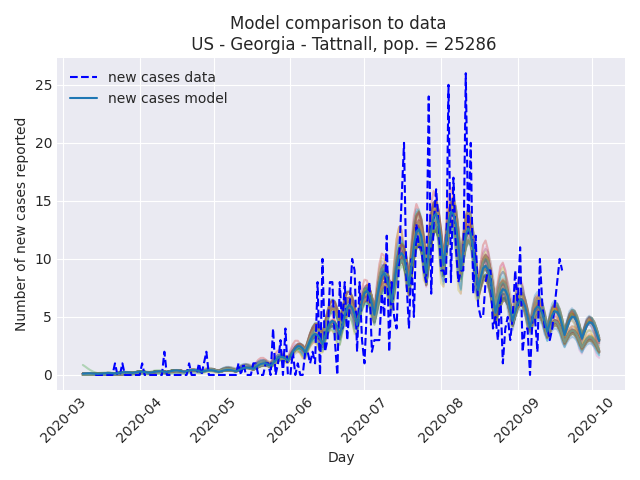 Model comparison to data
US - Georgia - Tattnall, pop. = 25286
new cases data
new cases model
Number of new cases reported
25
20
15
10
5
0
2020-03
2020-04
2020-05
2020-06
2020-07
2020-08
2020-09
2020-10
Day